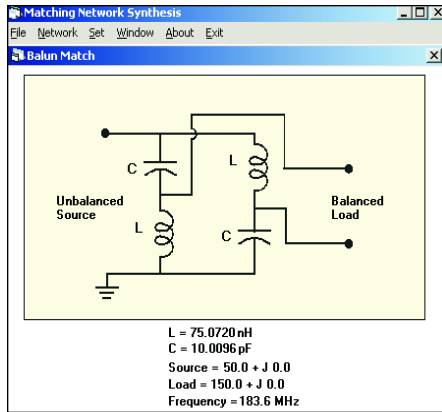 Matching Network Synthesis
File Network Set Window About Exit
Balun Match
C
L
Unbalanced
Source
Balanced
Load
L
C
L = 75.0720 nH
C = 10.0096 pF
Source = 50.0 + J 0.0
Load = 150.0 + J 0.0
Frequency = 183.6 MHz